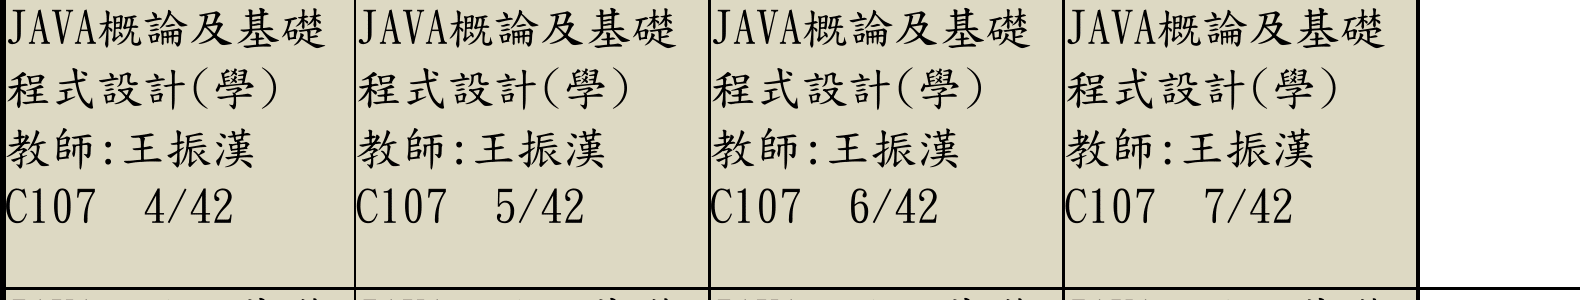 JAVA概論及基礎
程式設計(學)
教師:王振漢
C107 4/42
JAVA概論及基礎
程式設計(學)
教師:王振漢
C107 5/42
JAVA概論及基礎
程式設計(學)
教師:王振漢
C107 6/42
JAVA概論及基礎
程式設計(學)
教師:王振漢
C107 7/42